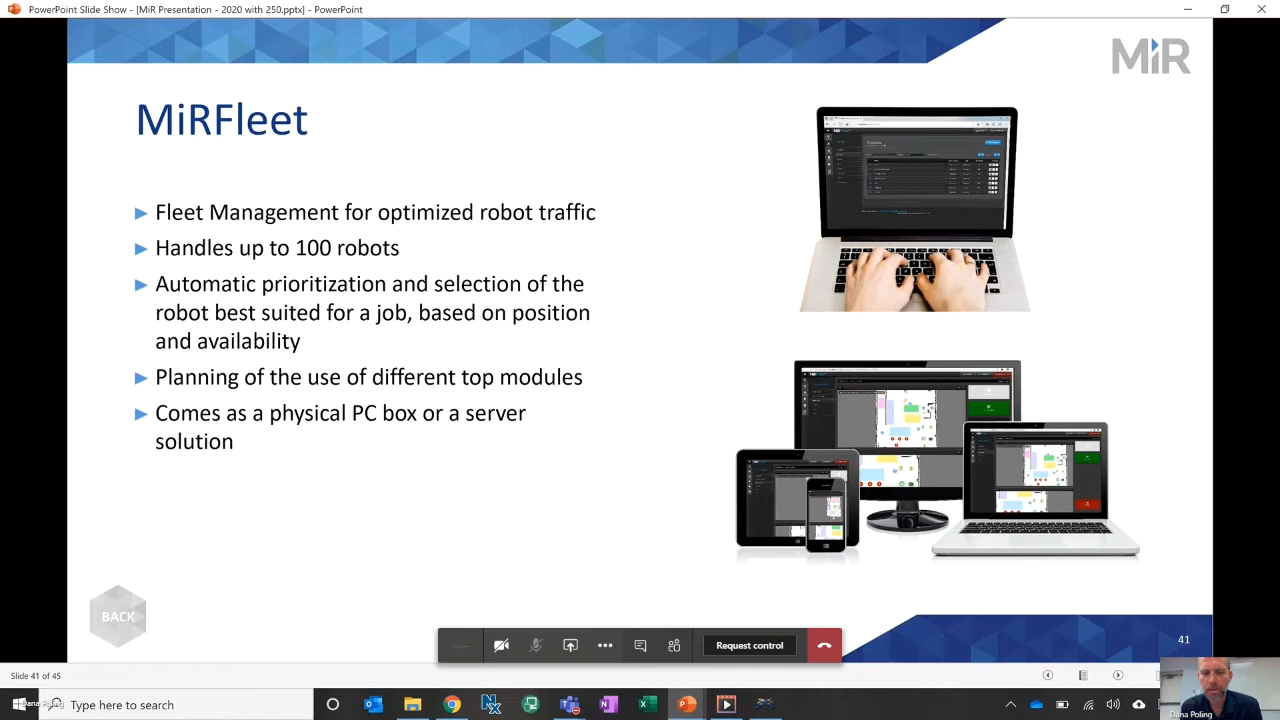 PowerPoint Slide Show - [MiR Presentation - 2020 with 250.pptx] - PowerPoint
MiR
MiRFleet
Fleet Management for optimized robot traffic
Handles up to 100 robots
Automatic prioritization and selection of the
robot best suited for a job, based on position
and availability
Planning of the use of different top modules
Comes as a physical PC box or a server
solution
BACK
Request control
41
Slide 41 of 45
Dana Poling
Type here to search
Dana Poling